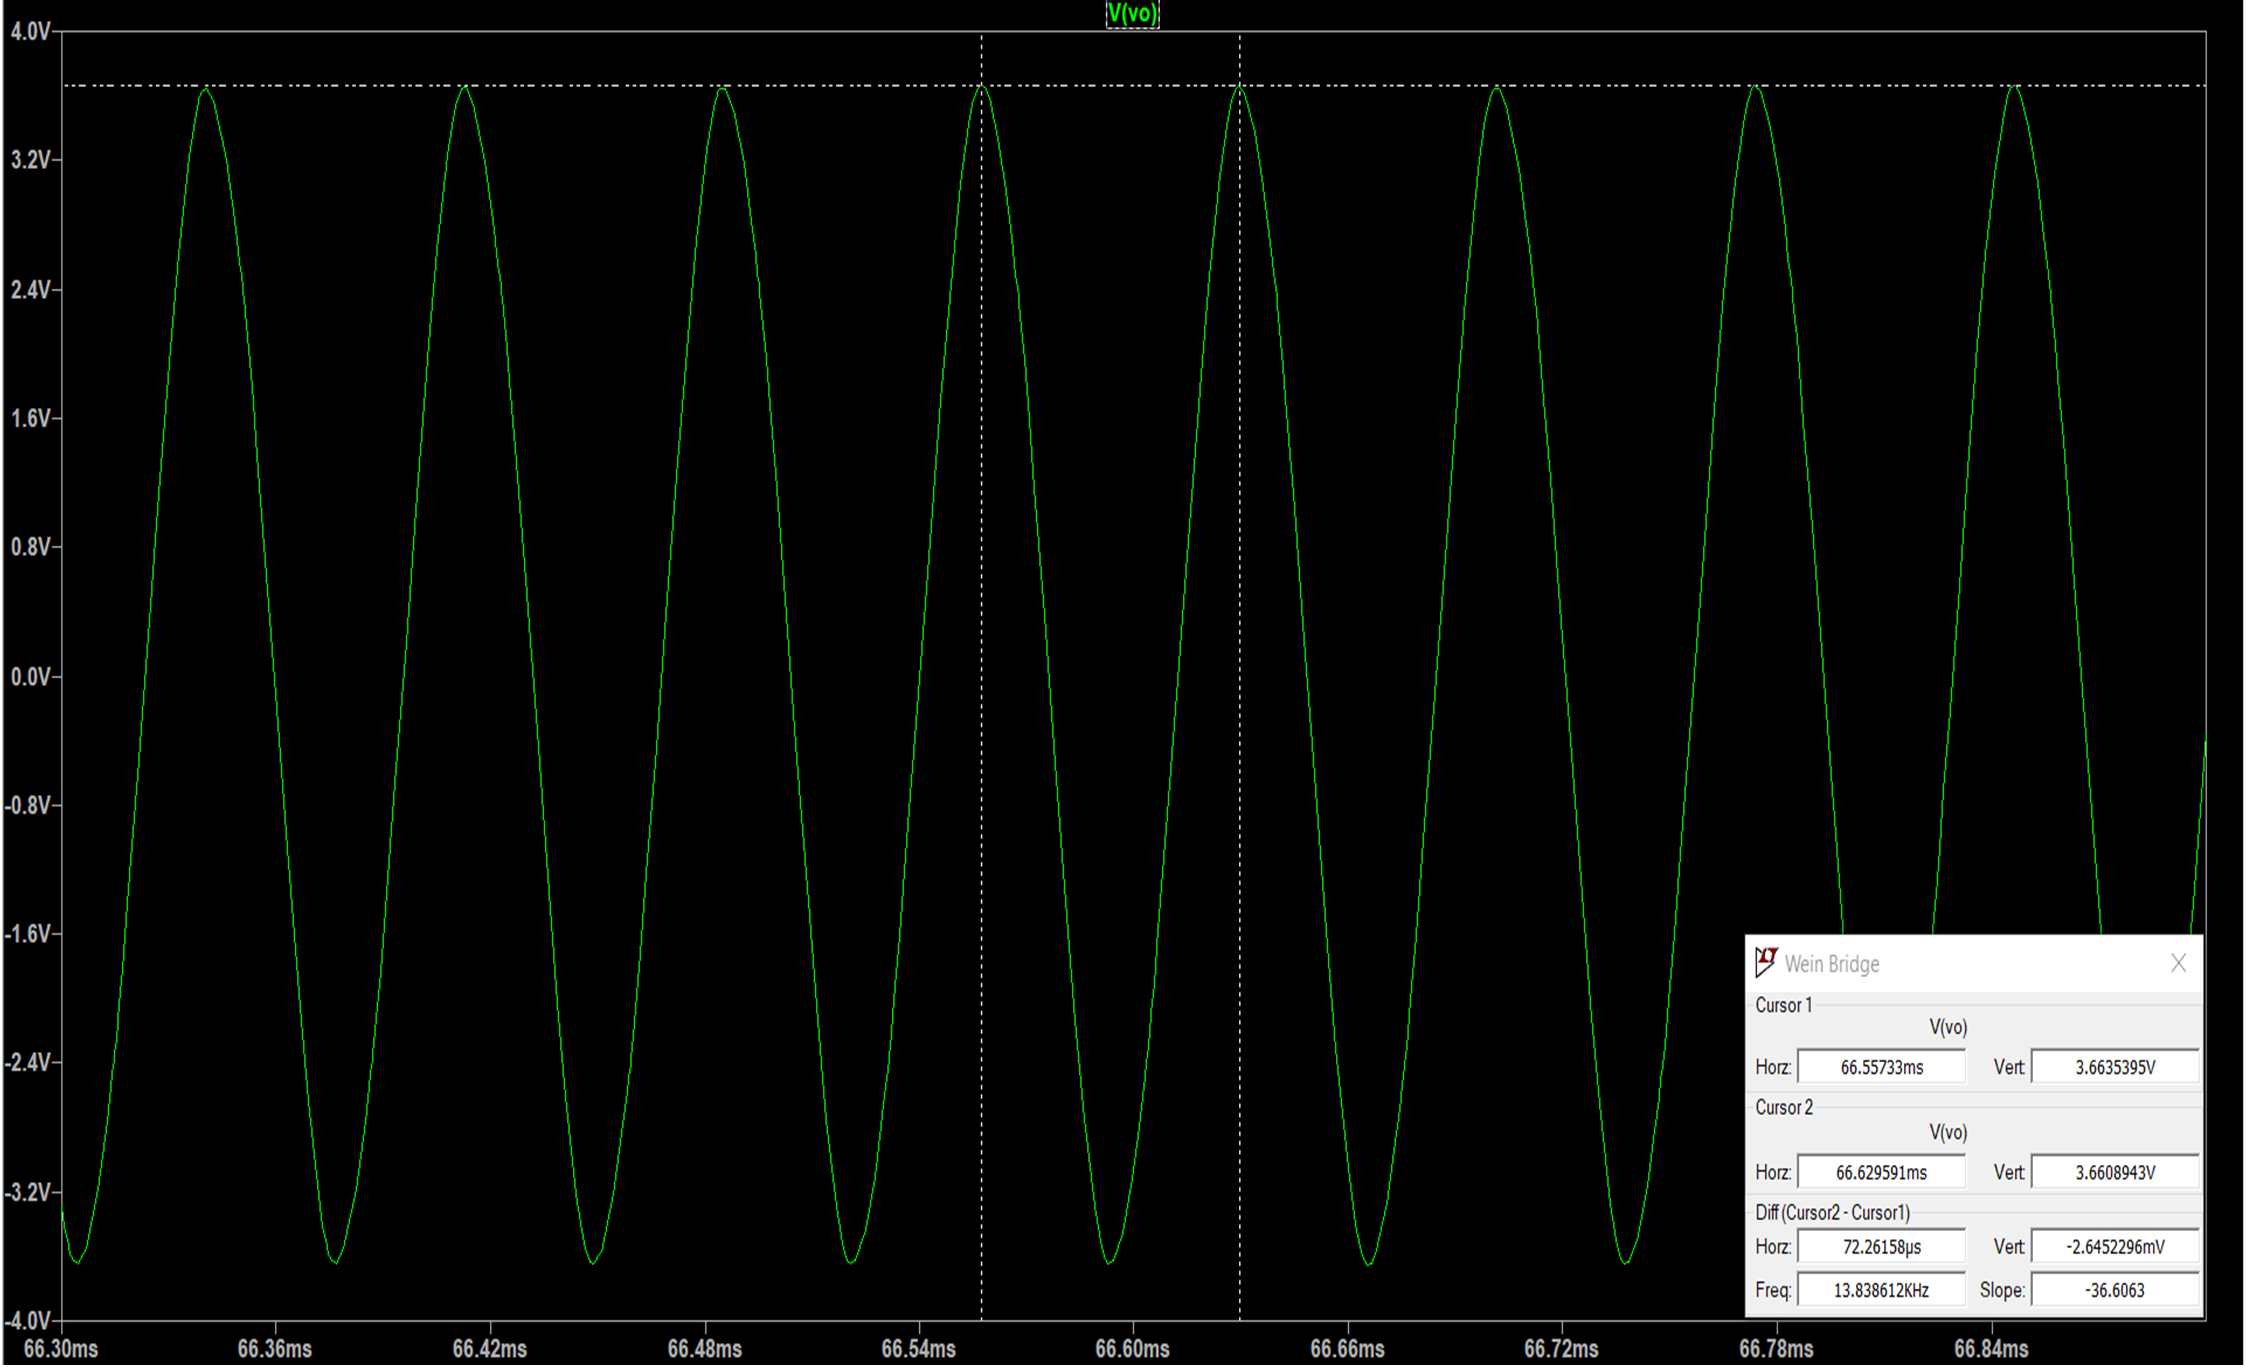 V(vo)
4.0V
3.2V
2.4V
1.6V
0.8V
0.0V
-0.8V
-1.6V
-2.4V
-3.2V
-4.0V
66.30ms 66.36ms 66.42ms 66.48ms 66.54ms 66.60ms 66.66ms 66.72ms 66.78ms 66.84ms
Wein Bridge
Cursor 1
V(vo)
Horz: 66.55733ms Vert: 3.6635395V
Cursor 2
V(vo)
Horz: 66.629591ms Vert: 3.6608943V
Diff (Cursor2 - Cursor1)
Horz: 72.26158µs Vert: -2.6452296mV
Freq: 13.838612KHz Slope: -36.6063